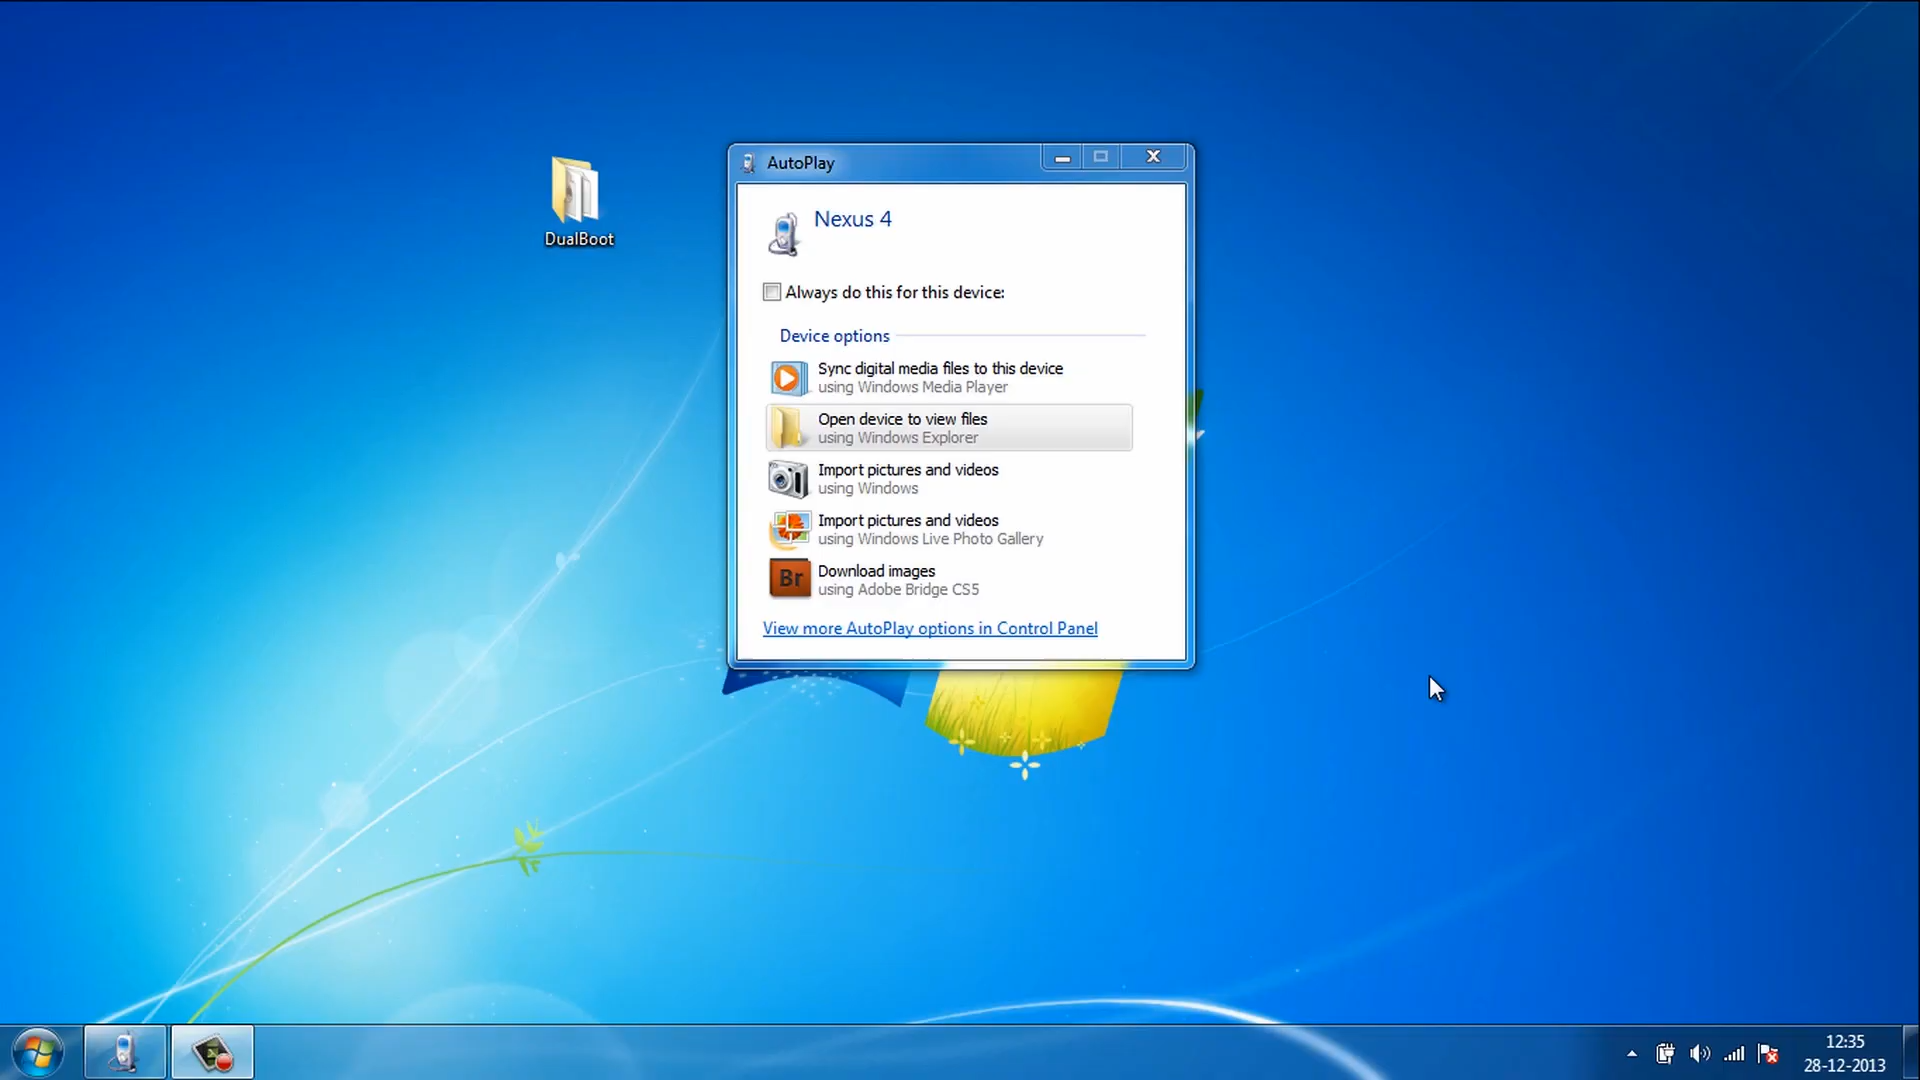 DualBoot
AutoPlay
Nexus 4
Always do this for this device:
Device options
Sync digital media files to this device
using Windows Media Player
Open device to view files
using Windows Explorer
Import pictures and videos
using Windows
Import pictures and videos
using Windows Live Photo Gallery
Br
Download images
using Adobe Bridge CS5
View more AutoPlay options in Control Panel
12:35
28-12-2013